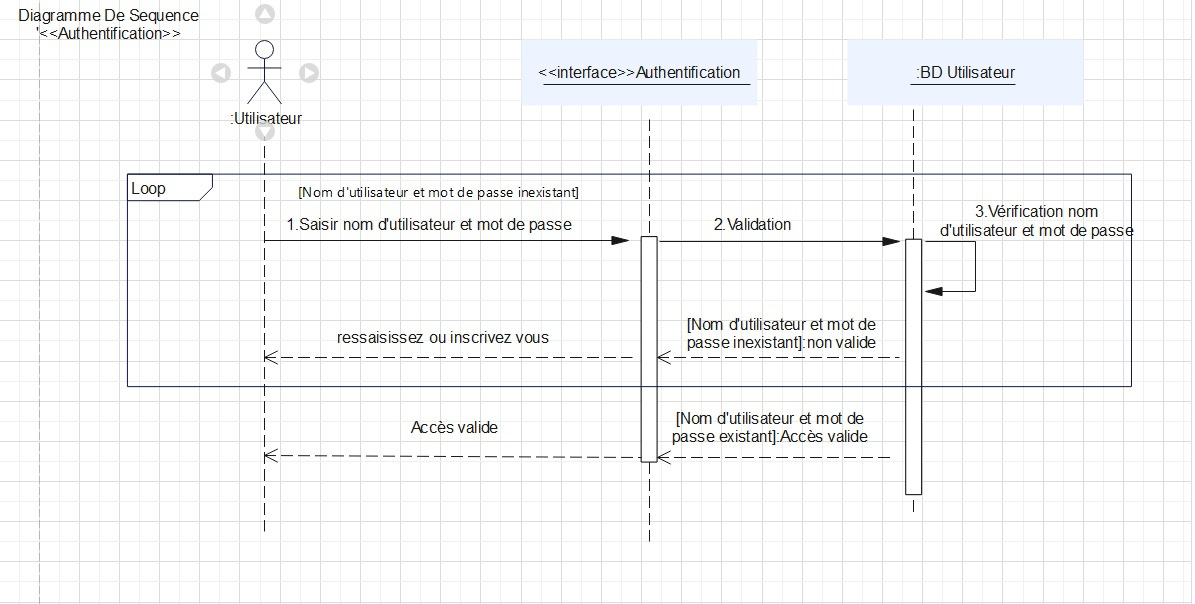 Diagramme De Sequence
'<<Authentification>>
:Utilisateur
<<interface>>Authentification
:BD Utilisateur
Loop
[Nom d'utilisateur et mot de passe inexistant]
1.Saisir nom d'utilisateur et mot de passe
2.Validation
3.Vérification nom
d'utilisateur et mot de passe
[Nom d'utilisateur et mot de
passe inexistant]:non valide
ressaisissez ou inscrivez vous
[Nom d'utilisateur et mot de
passe existant]:Accès valide
Accès valide